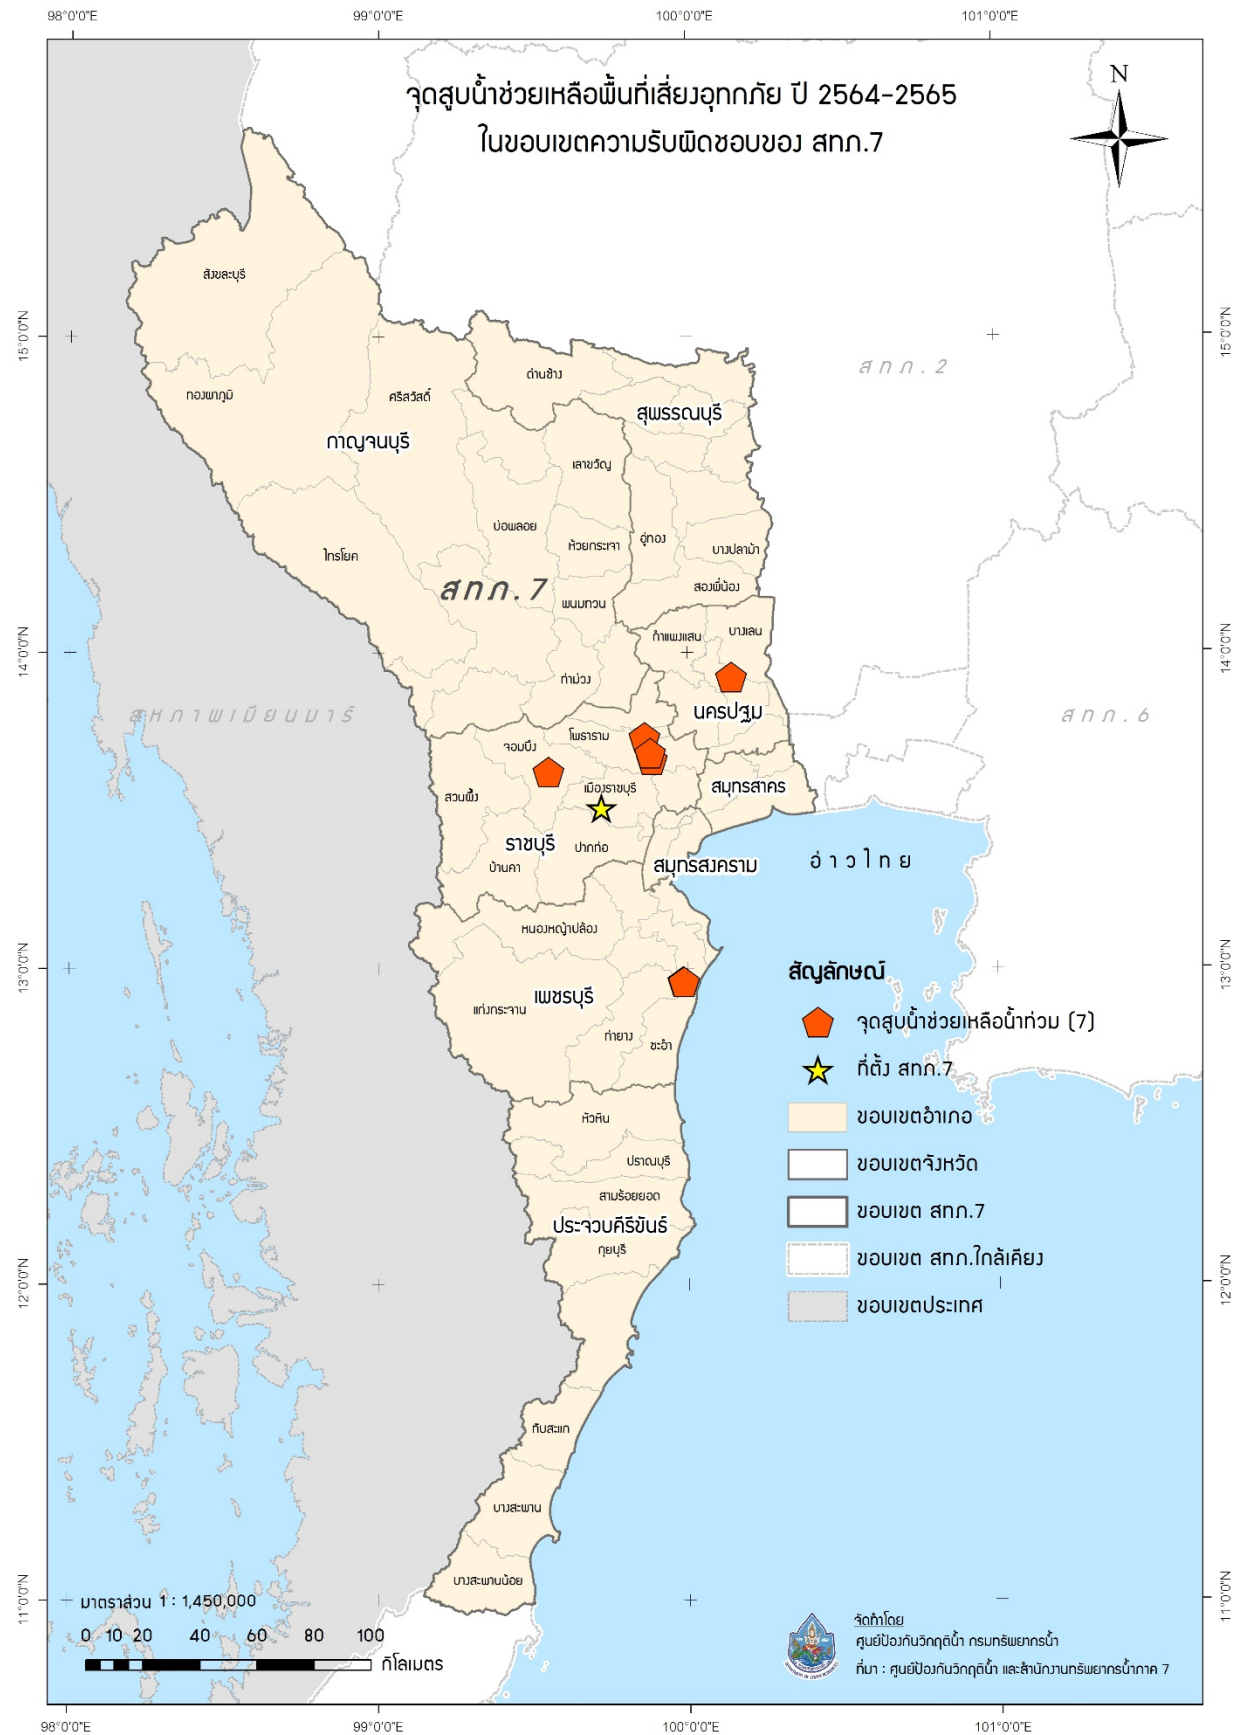 98°0'0"E 99°0'0"E 100°0'0"E 101°0'0"E
N
จุดสูบน้ำช่วยเหลือพื้นที่เสี่ยงอุทกภัย ปี 2564-2565
ในขอบเขตความรับผิดชอบของ สทภ.7
สังขละบุรี
15°0'0"N
15°0'0"N
สทภ.2
ด่านช้าง
ทองผาภูมิ
ศรีสวัสดิ์
สุพรรณบุรี
กาญจนบุรี
เลาขวัญ
บ่อพลอย
ห้วยกระเจา
อู่ทอง
บางปลาม้า
ไทรโยค
สทภ.7
สองพี่น้อง
พนมทวน
กำแพงแสน
บางเลน
14°0'0"N
14°0'0"N
ท่าม่วง
สหภาพเมียนมาร์
นครปฐม
สทภ.6
จอมบึง
โพธาราม
สวนผึ้ง
เมืองราชบุรี
สมุทรสาคร
ราชบุรี
ปากท่อ
บ้านคา
สมุทรสงคราม
อ่าวไทย
หนองหญ้าปล้อง
13°0'0"N
13°0'0"N
เพชรบุรี
แก่งกระจาน
ท่ายาง
ชะอำ
สัญลักษณ์
จุดสูบน้ำช่วยเหลือน้ำท่วม (7)
ที่ตั้ง สทภ.7
ขอบเขตอำเภอ
ขอบเขตจังหวัด
ขอบเขต สทภ.7
ขอบเขต สทภ.ใกล้เคียง
ขอบเขตประเทศ
หัวหิน
ปราณบุรี
สามร้อยยอด
ประจวบคีรีขันธ์
กุยบุรี
12°0'0"N
12°0'0"N
ทับสะแก
บางสะพาน
บางสะพานน้อย
11°0'0"N
11°0'0"N
มาตราส่วน 1 : 1,450,000
0 10 20 40 60 80 100
กิโลเมตร
จัดทำโดย
ศูนย์ป้องกันวิกฤติน้ำ กรมทรัพยากรน้ำ
ที่มา : ศูนย์ป้องกันวิกฤติน้ำ และสำนักงานทรัพยากรน้ำภาค 7
98°0'0"E 99°0'0"E 100°0'0"E 101°0'0"E